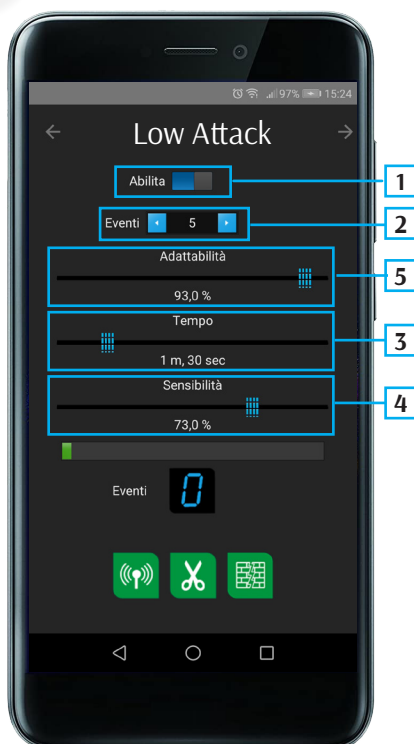 97% 15:24
Low Attack
Abilita
1
Eventi 5
2
Adattabilità
5
93,0 %
Tempo
3
1 m, 30 sec
Sensibilità
4
73,0 %
Eventi 0